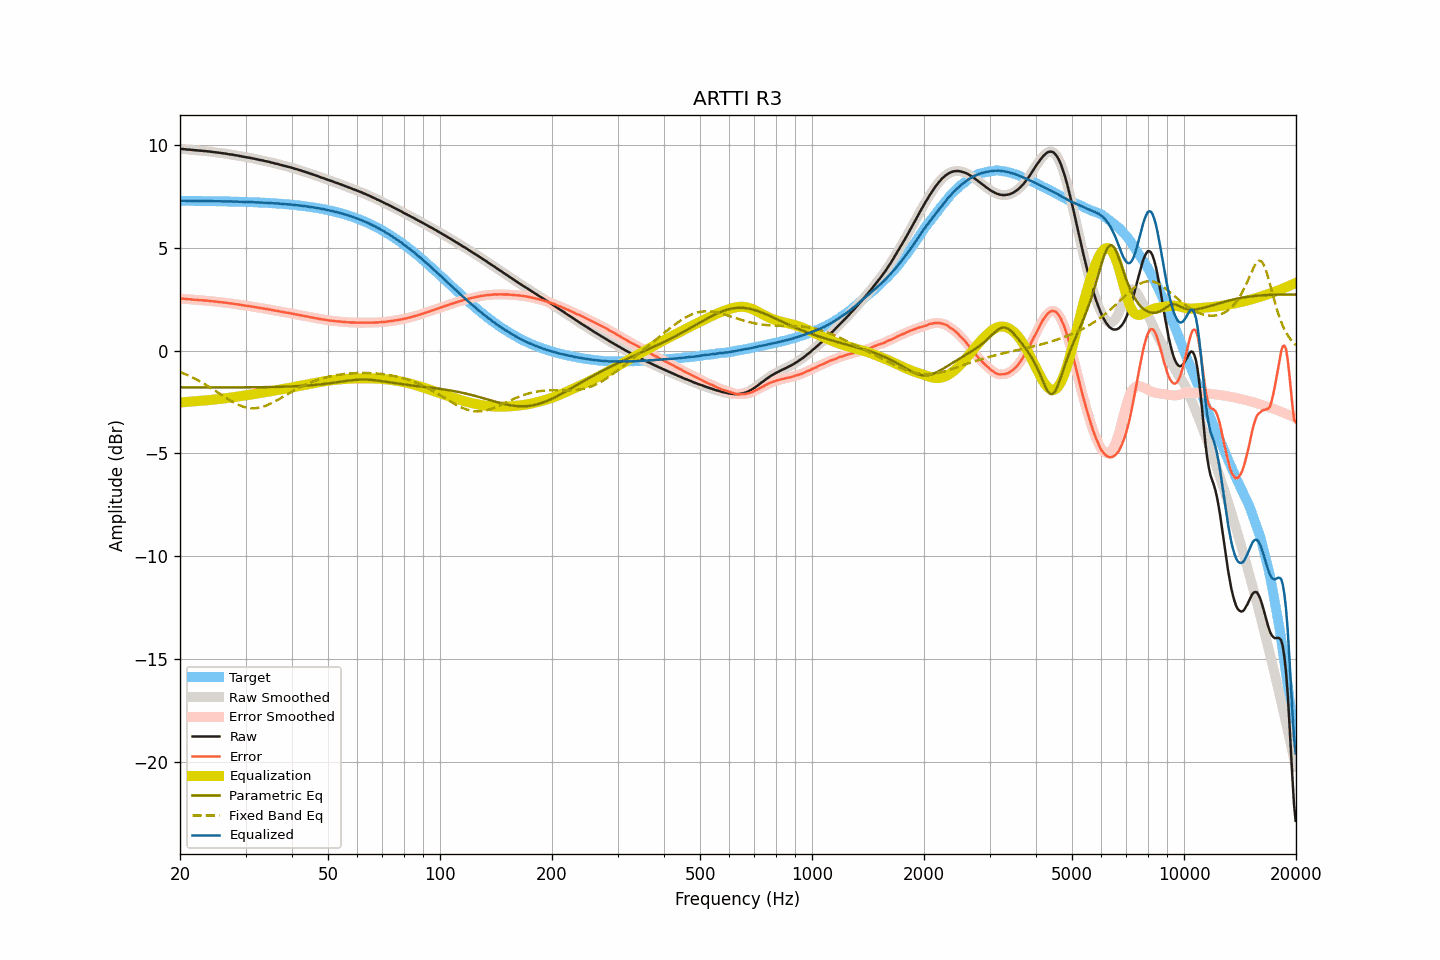 ARTTI R3
10
5
0
−5
−10
−15
−20
Amplitude (dBr)
Target
Raw Smoothed
Error Smoothed
Raw
Error
Equalization
Parametric Eq
Fixed Band Eq
Equalized
20 50 100 200 500 1000 2000 5000 10000 20000
Frequency (Hz)